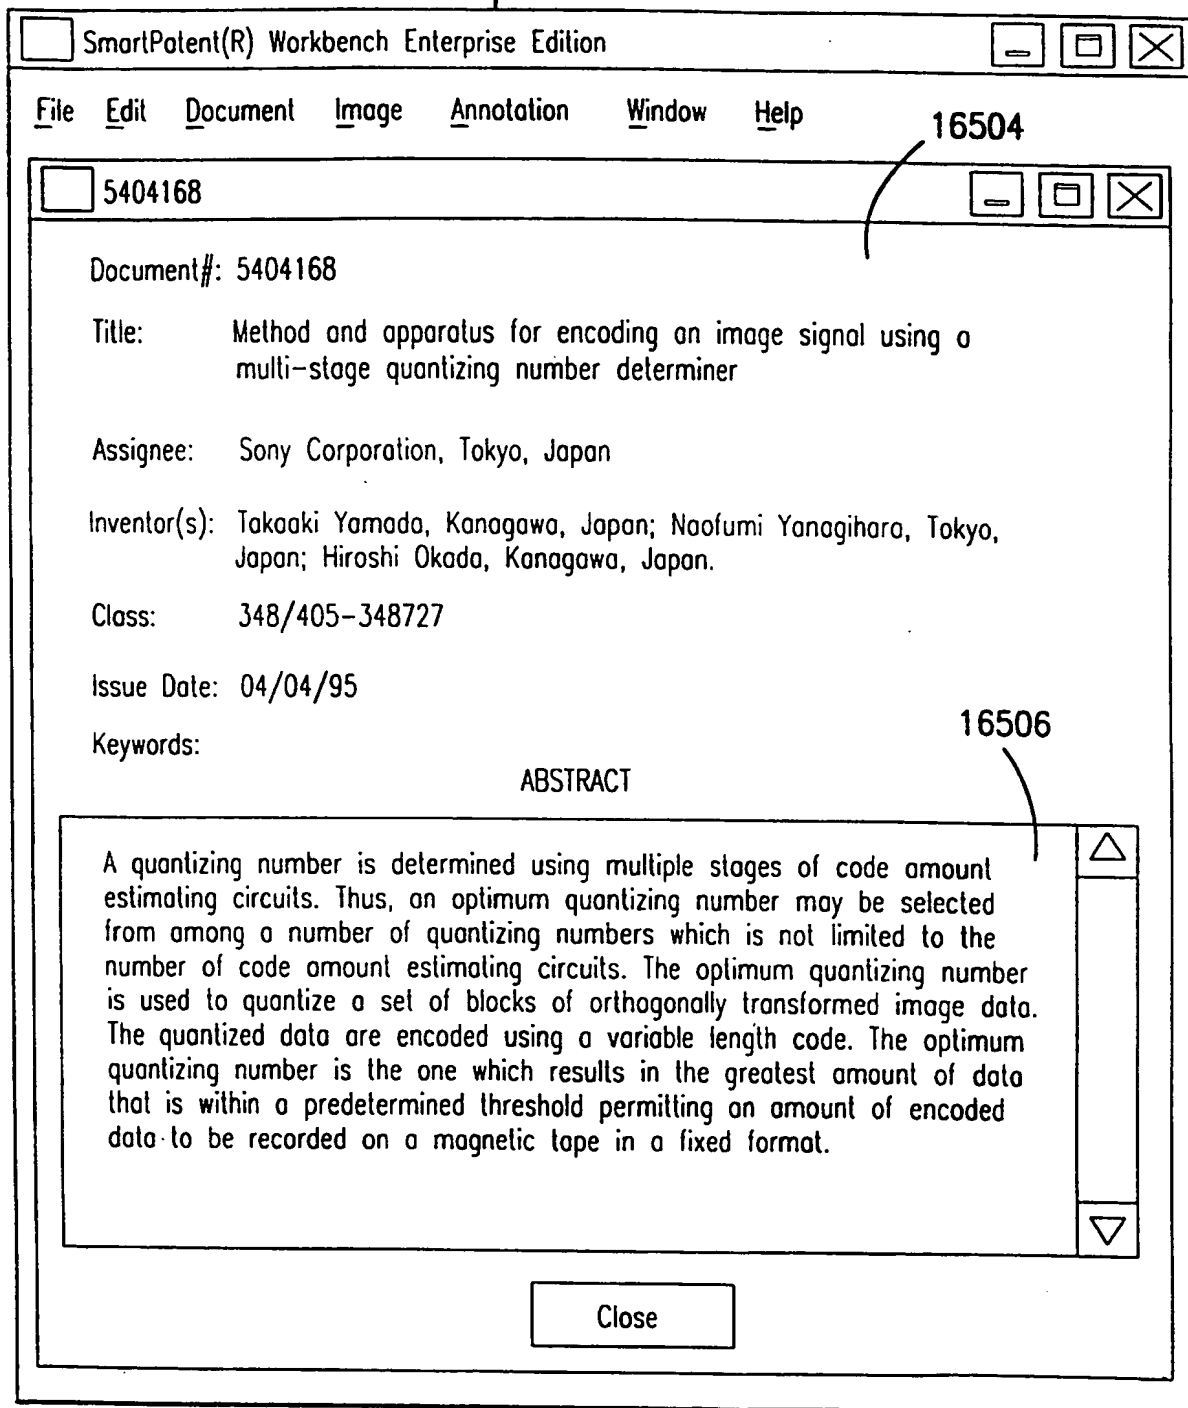 SmartPatent(R) Workbench Enterprise Edition
File Edit Document Image Annotation Window Help
16504
5404168
Document#: 5404168
Title: Method and apparatus for encoding an image signal using a
multi-stage quantizing number determiner
Assignee: Sony Corporation, Tokyo, Japan
Inventor(s): Takaaki Yamada, Kanagawa, Japan; Naofumi Yanagihara, Tokyo,
Japan; Hiroshi Okada, Kanagawa, Japan.
Class: 348/405-348727
Issue Date: 04/04/95
16506
Keywords:
ABSTRACT
A quantizing number is determined using multiple stages of code amount
estimating circuits. Thus, an optimum quantizing number may be selected
from among a number of quantizing numbers which is not limited to the
number of code amount estimating circuits. The optimum quantizing number
is used to quantize a set of blocks of orthogonally transformed image data.
The quantized data are encoded using a variable length code. The optimum
quantizing number is the one which results in the greatest amount of data
that is within a predetermined threshold permitting an amount of encoded
data to be recorded on a magnetic tape in a fixed format.
Close